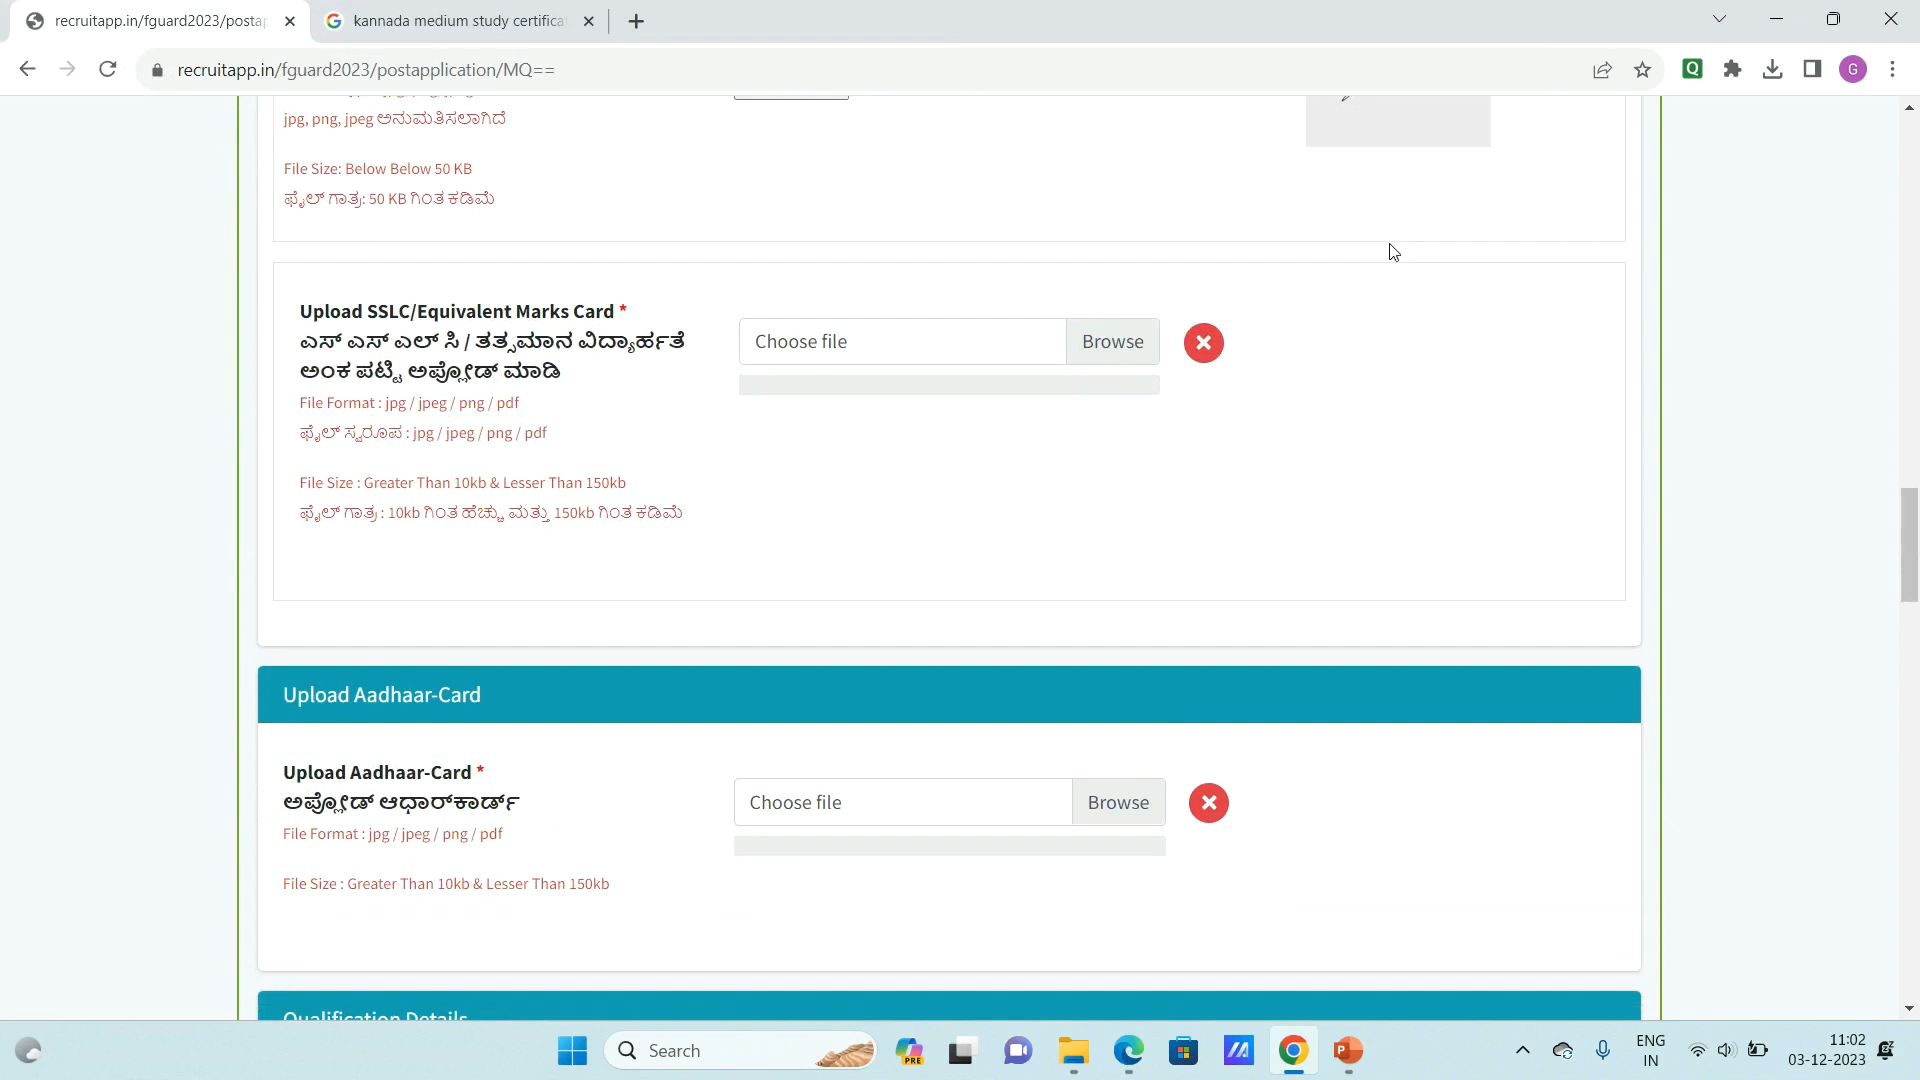 recruitapp.in/fguard2023/posta
kannada medium study certifica
recruitapp.in/fguard2023/postapplication/MQ==
G
jpg, png, jpeg ಅನುಮತಿಸಲಾಗಿದೆ
File Size: Below Below 50 KB
ಫೈಲ್ ಗಾತ್ರ: 50 KB ಗಿಂತ ಕಡಿಮೆ
Upload SSLC/Equivalent Marks Card *
ಎಸ್ ಎಸ್ ಎಲ್ ಸಿ / ತತ್ಸಮಾನ ವಿದ್ಯಾರ್ಹತೆ
ಅಂಕ ಪಟ್ಟಿ ಅಪ್ಲೋಡ್ ಮಾಡಿ
Choose file Browse
File Format : jpg / jpeg / png / pdf
ಫೈಲ್ ಸ್ವರೂಪ : jpg / jpeg / png / pdf
File Size : Greater Than 10kb & Lesser Than 150kb
ಫೈಲ್ ಗಾತ್ರ : 10kb ಗಿಂತ ಹೆಚ್ಚು ಮತ್ತು 150kb ಗಿಂತ ಕಡಿಮೆ
Upload Aadhaar-Card
Upload Aadhaar-Card *
ಅಪ್ಲೋಡ್ ಆಧಾರ್‌ಕಾರ್ಡ್
Choose file Browse
File Format : jpg / jpeg / png / pdf
File Size : Greater Than 10kb & Lesser Than 150kb
Qualification Details
Search
PRE
ENG
IN
11:02
03-12-2023